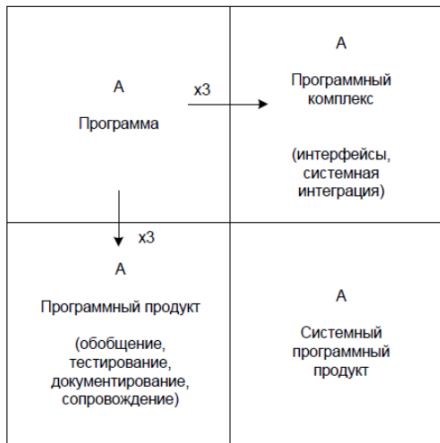 A
Программа
x3
A
Программный
комплекс
(интерфейсы,
системная
интеграция)
x3
A
Программный продукт
(обобщение,
тестирование,
документирование,
сопровождение)
A
Системный
программный
продукт